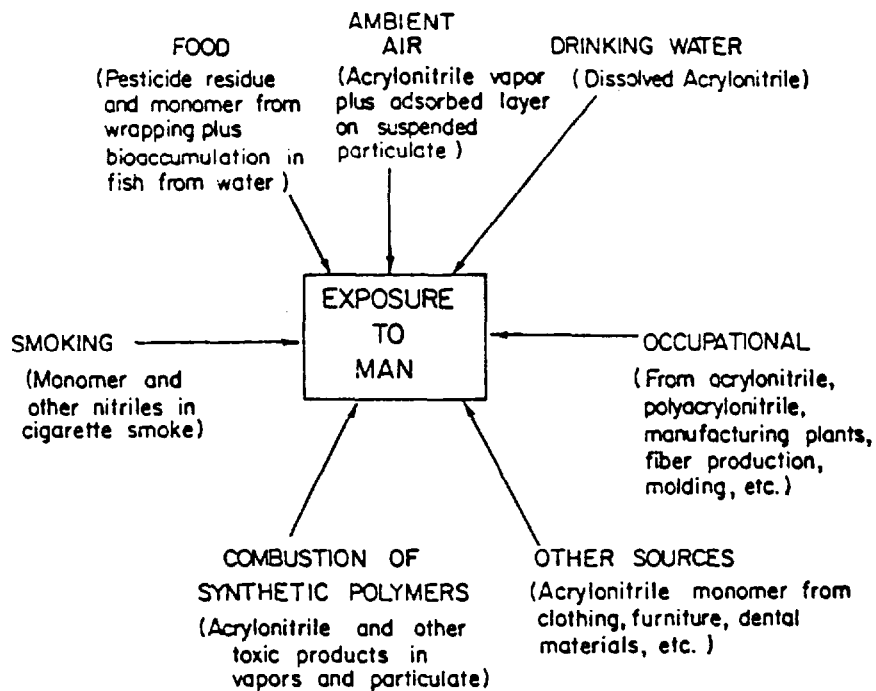 FOOD
(Pesticide residue
and monomer from
wrapping plus
bioaccumulation in
fish from water)
AMBIENT
AIR
(Acrylonitrile vapor
plus adsorbed layer
on suspended
particulate)
DRINKING WATER
(Dissolved Acrylonitrile)
EXPOSURE
TO
MAN
SMOKING
(Monomer and
other nitriles in
cigarette smoke)
OCCUPATIONAL
(From acrylonitrile,
polyacrylonitrile,
manufacturing plants,
fiber production,
molding, etc.)
COMBUSTION OF
SYNTHETIC POLYMERS
(Acrylonitrile and other
toxic products in
vapors and particulate)
OTHER SOURCES
(Acrylonitrile monomer from
clothing, furniture, dental
materials, etc.)